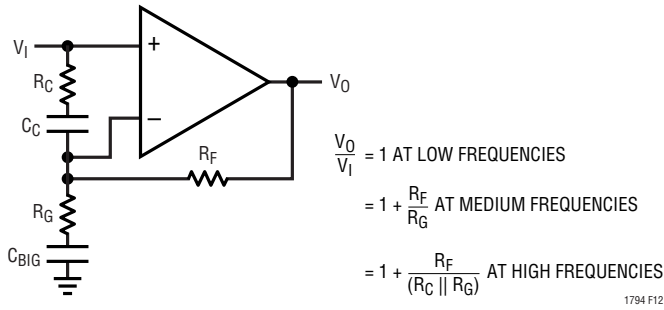 V_I
+
V_O
R_C
C_C
−
R_F
R_G
C_BIG
V_O/V_I = 1 AT LOW FREQUENCIES
= 1 + R_F/R_G AT MEDIUM FREQUENCIES
= 1 + R_F/(R_C || R_G) AT HIGH FREQUENCIES
1794 F12